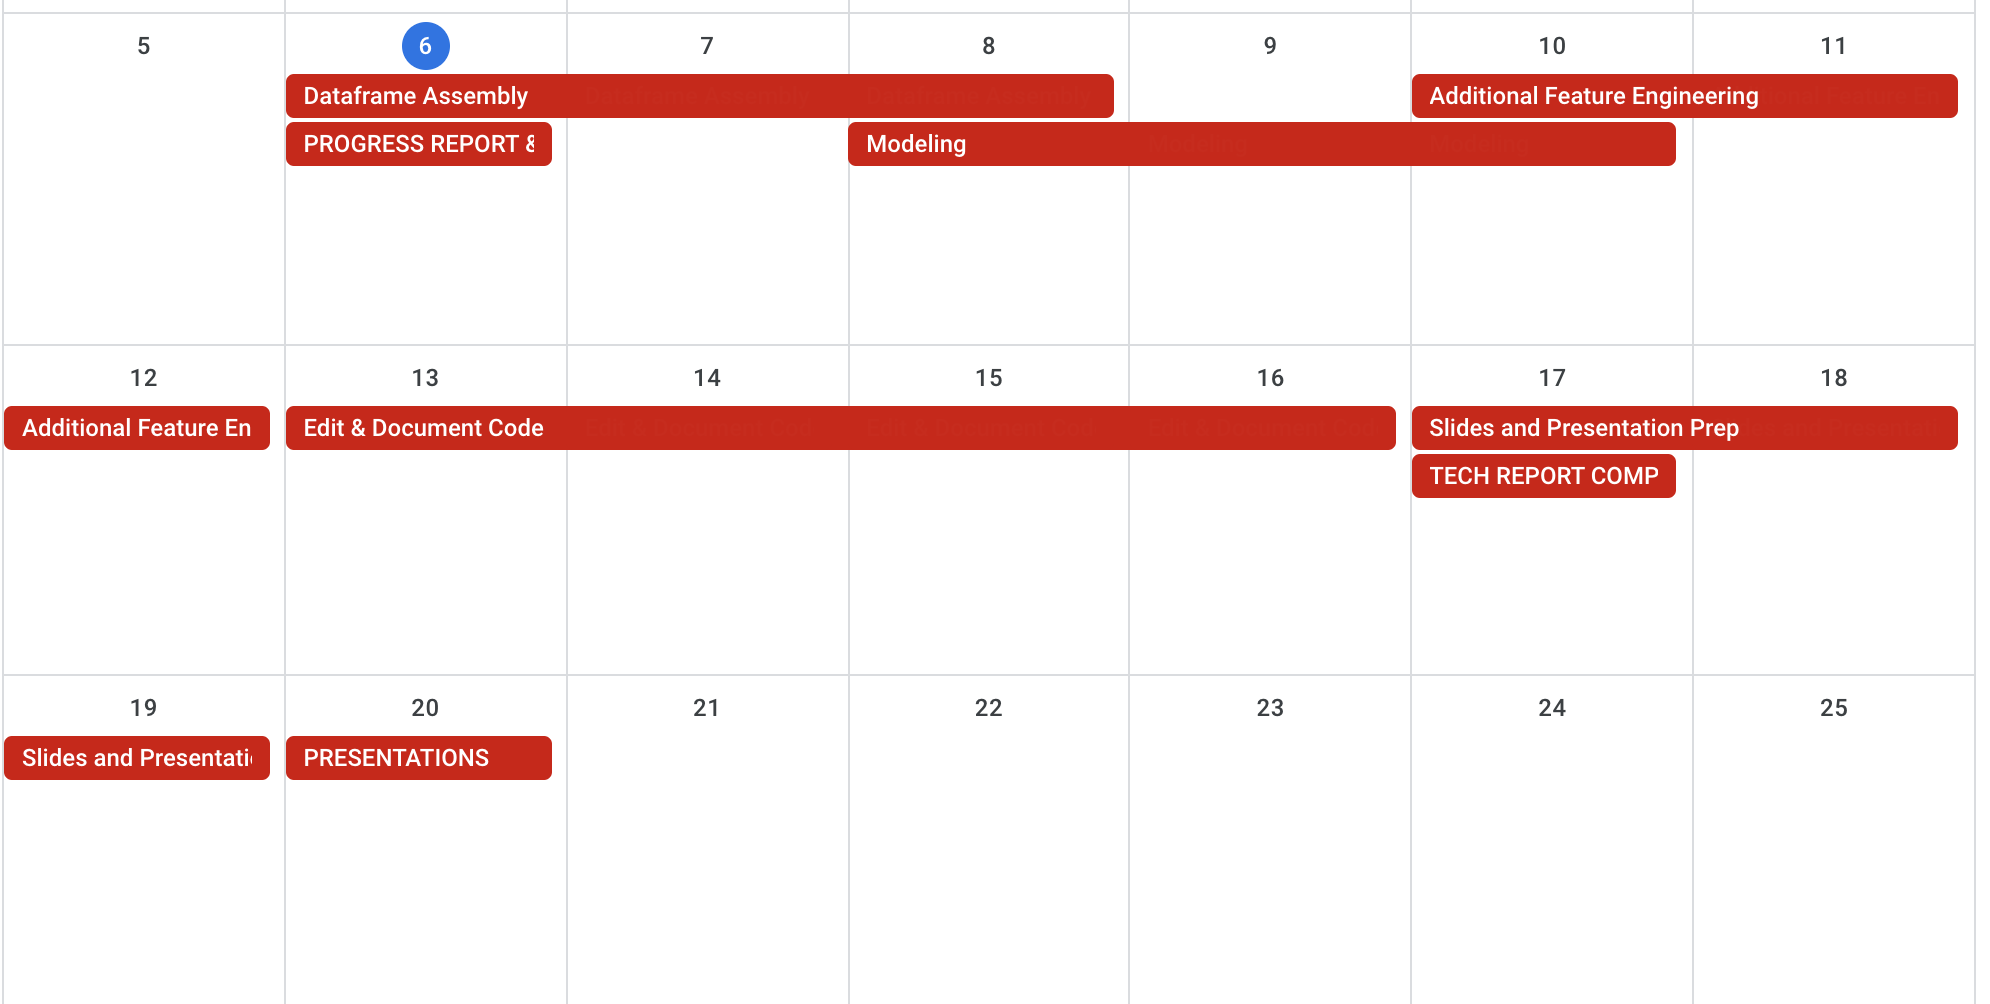 5 6 7 8 9 10 11
Dataframe Assembly Additional Feature Engineering
PROGRESS REPORT & Modeling
12 13 14 15 16 17 18
Additional Feature En Edit & Document Code Slides and Presentation Prep
TECH REPORT COMP
19 20 21 22 23 24 25
Slides and Presentati PRESENTATIONS